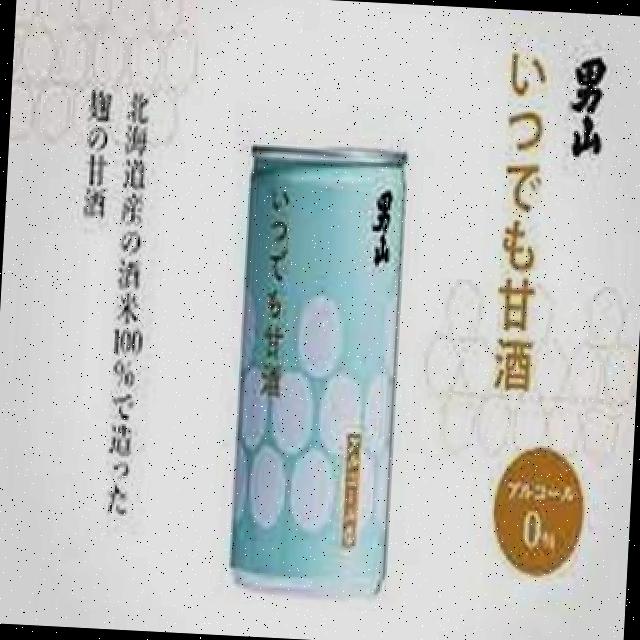 男山
いつでも甘酒
アルコール
0%
男山
いつでも甘酒
北海道産の酒米100%で造った
麹の甘酒